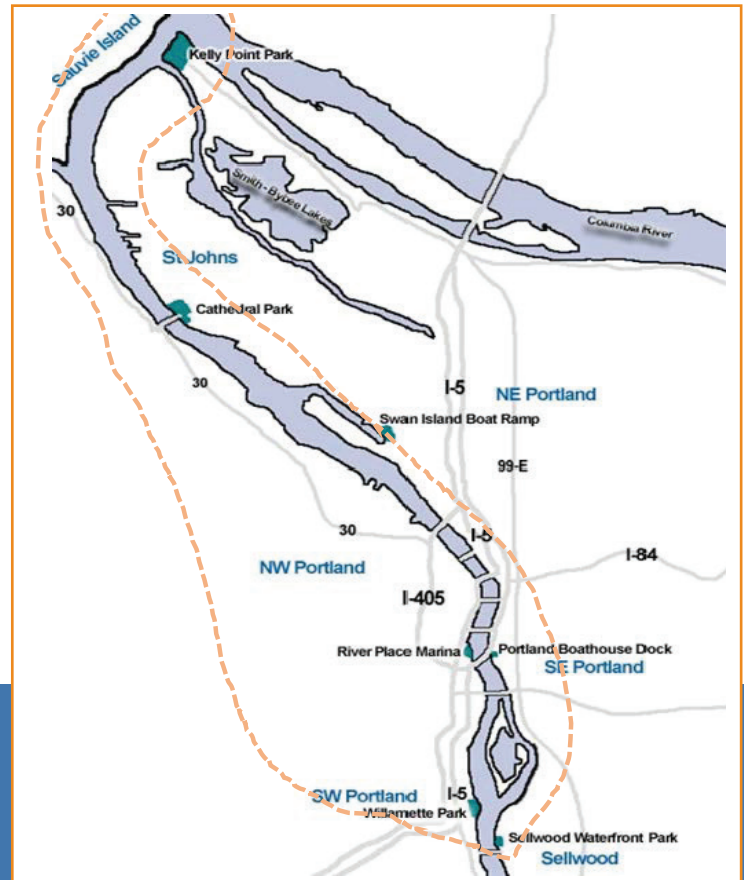 Sauvie Island
Kelly Point Park
Smith - Bybee Lakes
Columbia River
30
St Johns
Cathedral Park
30
I-5
NE Portland
Swan Island Boat Ramp
99-E
30
I-5
I-84
NW Portland
I-405
River Place Marina
Portland Boathouse Dock
SE Portland
SW Portland
I-5
Willamette Park
Sellwood Waterfront Park
Sellwood